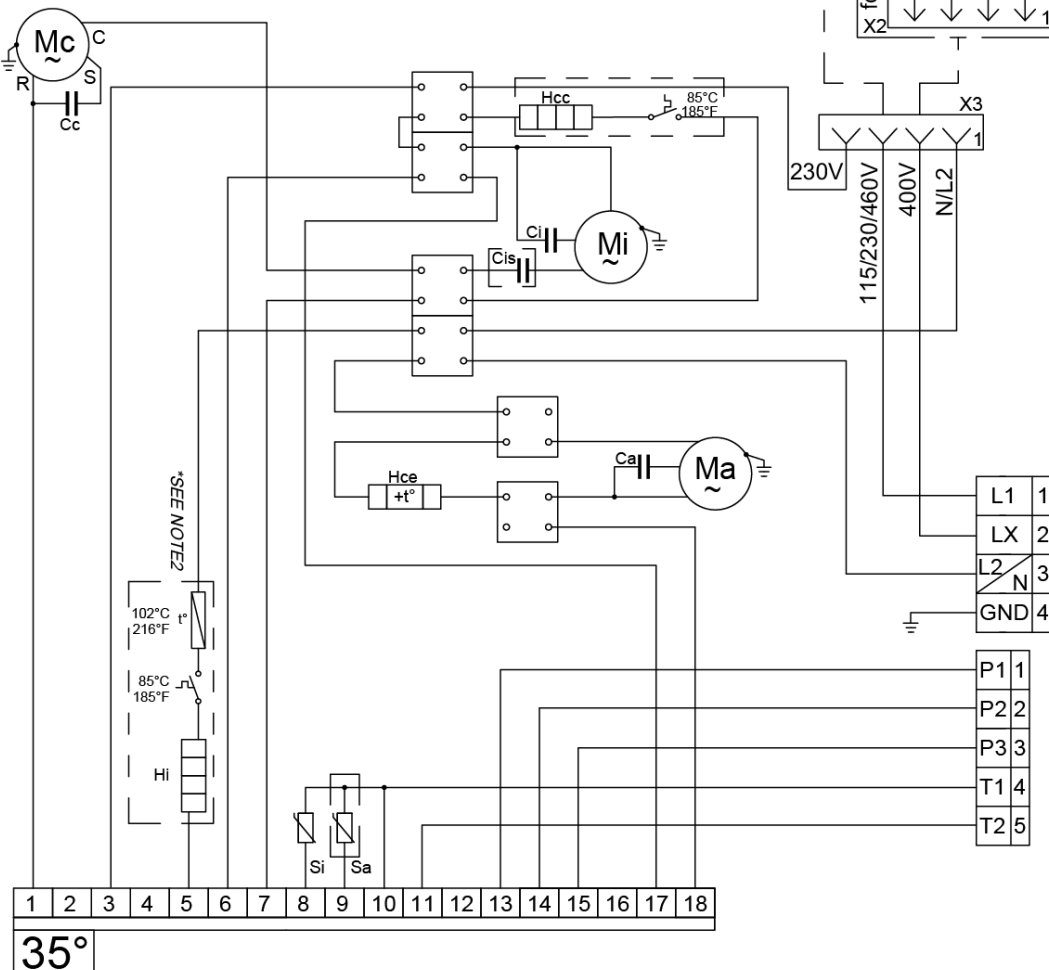 Mc
~
C
R
S
Cc
Hcc
85°C
185°F
X2
1
X3
1
230V
115/230/460V
400V
N/L2
Ci
Mi
~
Cis
Ca
Ma
~
Hce
+t°
*SEE NOTE2
102°C
216°F
t°
85°C
185°F
Hi
Si
Sa
L1 1
LX 2
L2/N 3
GND 4
P1 1
P2 2
P3 3
T1 4
T2 5
1 2 3 4 5 6 7 8 9 10 11 12 13 14 15 16 17 18
35°